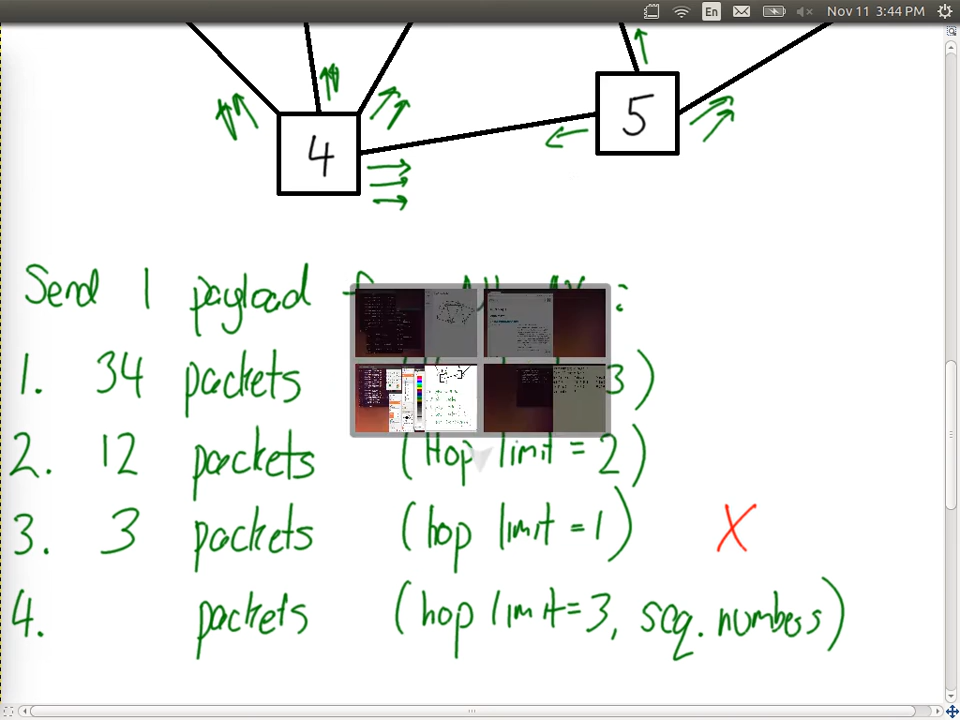 En Nov 11 3:44 PM
4
5
Send 1 payload :
1. 34 packets 3)
2. 12 packets (Hop limit = 2)
3. 3 packets (hop limit = 1) X
4. packets (hop limit = 3, seq. numbers)